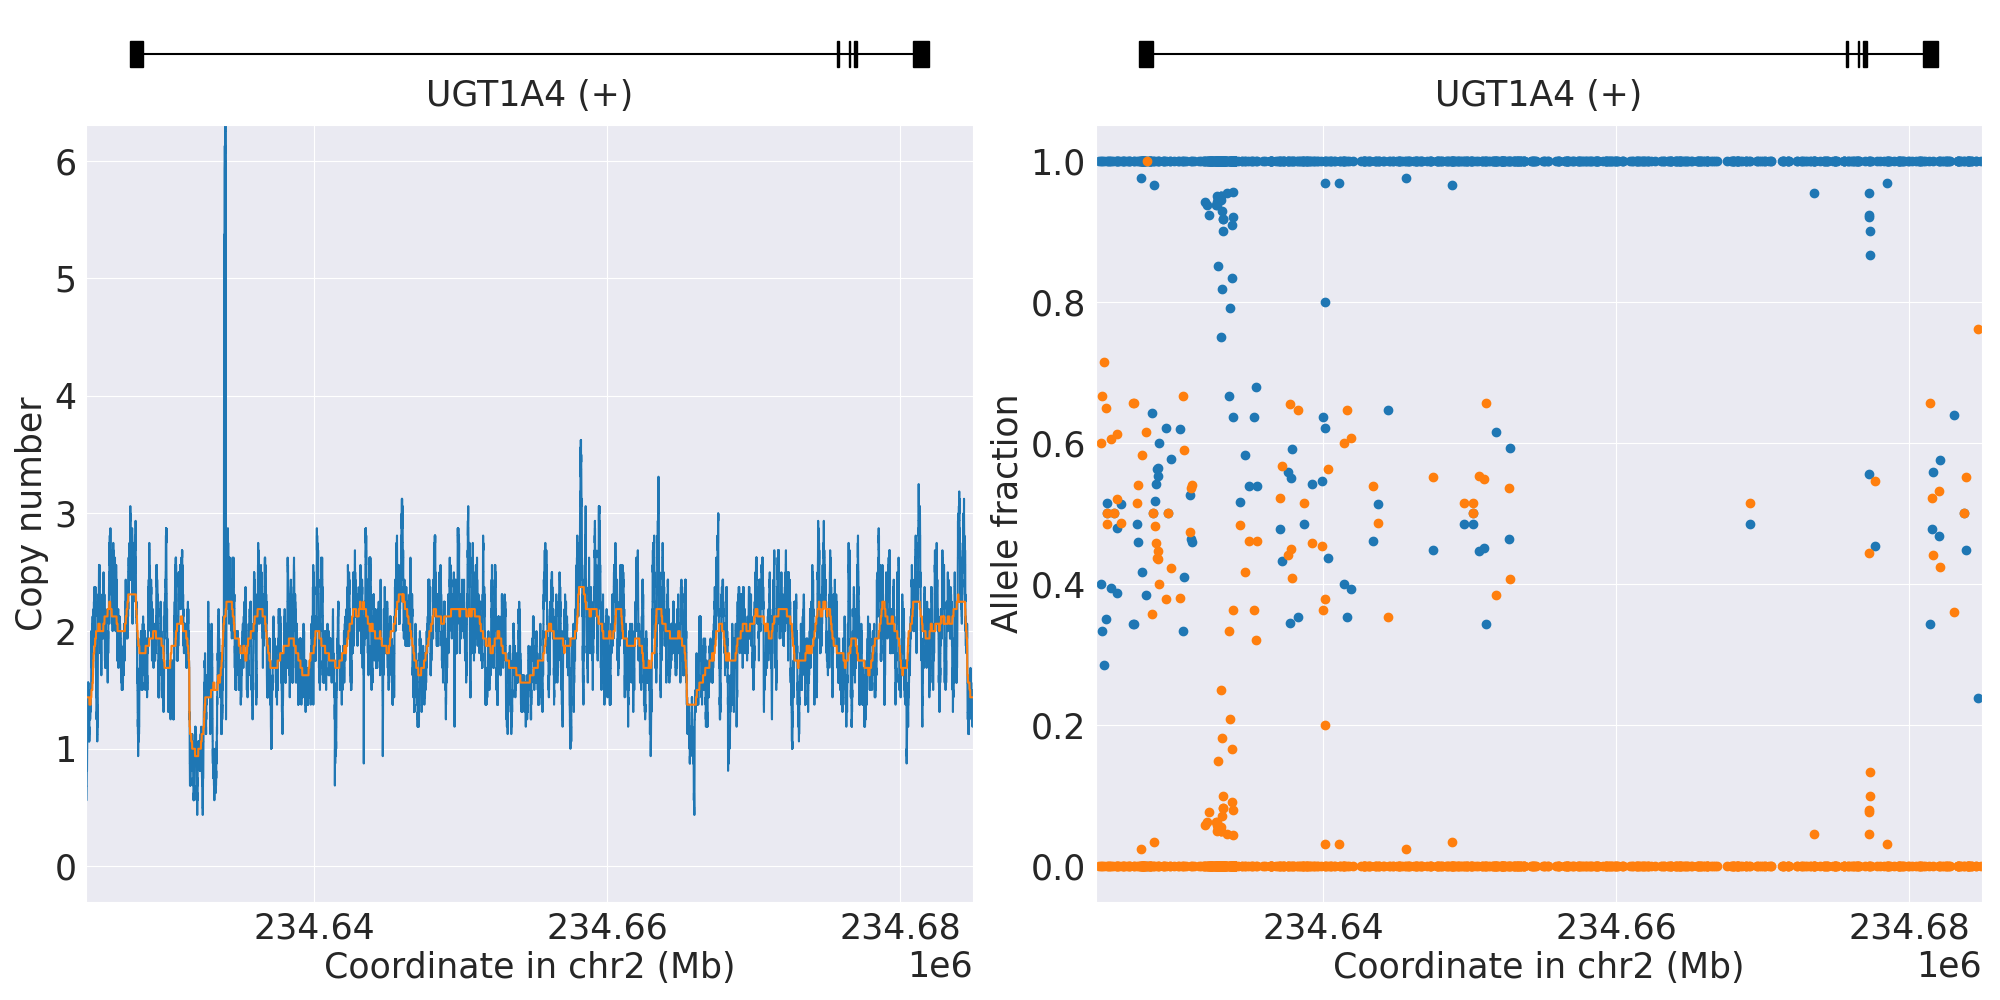 UGT1A4 (+)
6
5
4
3
2
1
0
Copy number
234.64
234.66
234.68
Coordinate in chr2 (Mb)
1e6
UGT1A4 (+)
1.0
0.8
0.6
0.4
0.2
0.0
Allele fraction
234.64
234.66
234.68
Coordinate in chr2 (Mb)
1e6